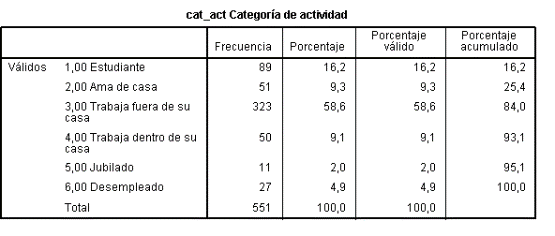 cat_act Categoría de actividad
Frecuencia Porcentaje Porcentaje válido Porcentaje acumulado
Válidos 1,00 Estudiante 89 16,2 16,2 16,2
2,00 Ama de casa 51 9,3 9,3 25,4
3,00 Trabaja fuera de su casa 323 58,6 58,6 84,0
4,00 Trabaja dentro de su casa 50 9,1 9,1 93,1
5,00 Jubilado 11 2,0 2,0 95,1
6,00 Desempleado 27 4,9 4,9 100,0
Total 551 100,0 100,0